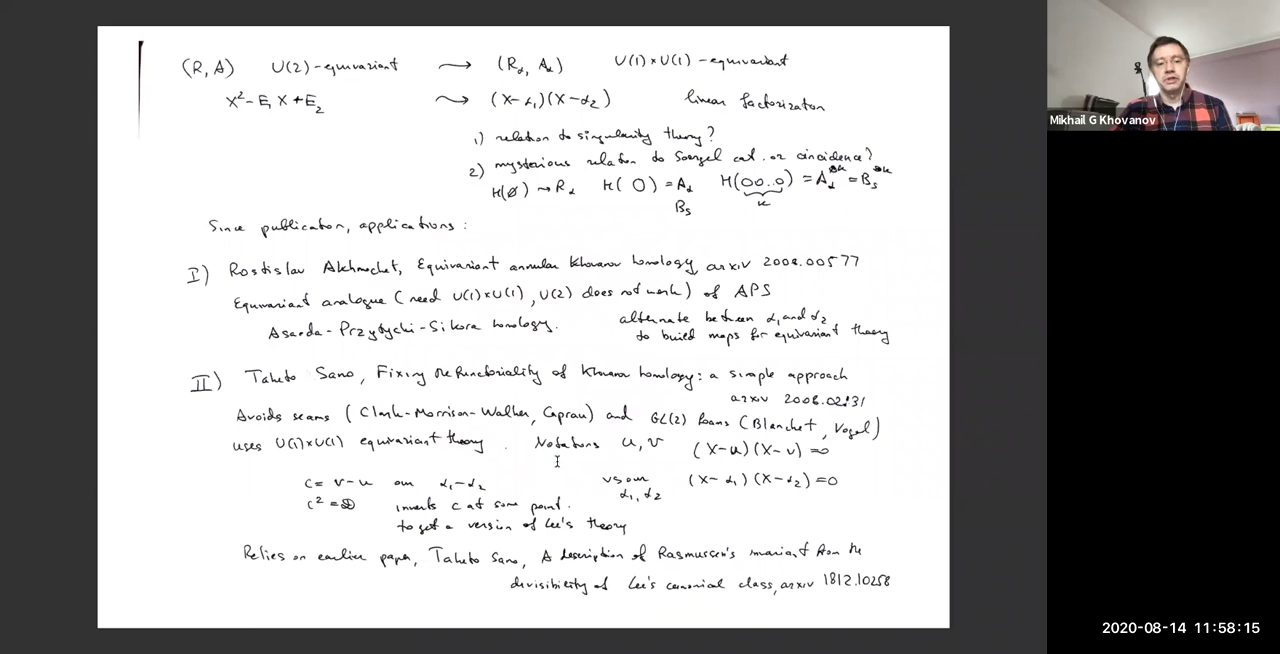 (R, A) U(2)-equivariant ⤳ (R_α, A_α) U(1)×U(1)-equivariant
X² - E₁X + E₂ ⤳ (X-α₁)(X-α₂) linear factorization
1) relation to singularity theory?
2) mysterious relation to Soergel cat. or coincidence?
H(∅) → R_α H(O) = A_α H(OO..O) = A_α^{⊗k} = B_s^{⊗k}
B_s k
Since publication, applications:
I) Rostislav Akhmechet, Equivariant annular Khovanov homology, arxiv 2008.00577
Equivariant analogue (need U(1)×U(1), U(2) does not work) of APS
Asaeda-Przytycki-Sikora homology. alternate between α₁ and α₂
to build maps for equivariant theory
II) Taketo Sano, Fixing the functoriality of Khovanov homology: a simple approach
arxiv 2008.02131
Avoids seams (Clark-Morrison-Walker, Caprau) and GL(2) foams (Blanchet, Vogel)
uses U(1)×U(1) equivariant theory. Notations u, v (X-u)(X-v)=0
c = v-u our α₁-α₂ vs our α₁, α₂ (X-α₁)(X-α₂)=0
c² = 𝒟 inverts c at some point.
to get a version of Lee's theory
Relies on earlier paper, Taketo Sano, A description of Rasmussen's invariant from the
divisibility of Lee's canonical class, arxiv 1812.10258
Mikhail G Khovanov
2020-08-14 11:58:15